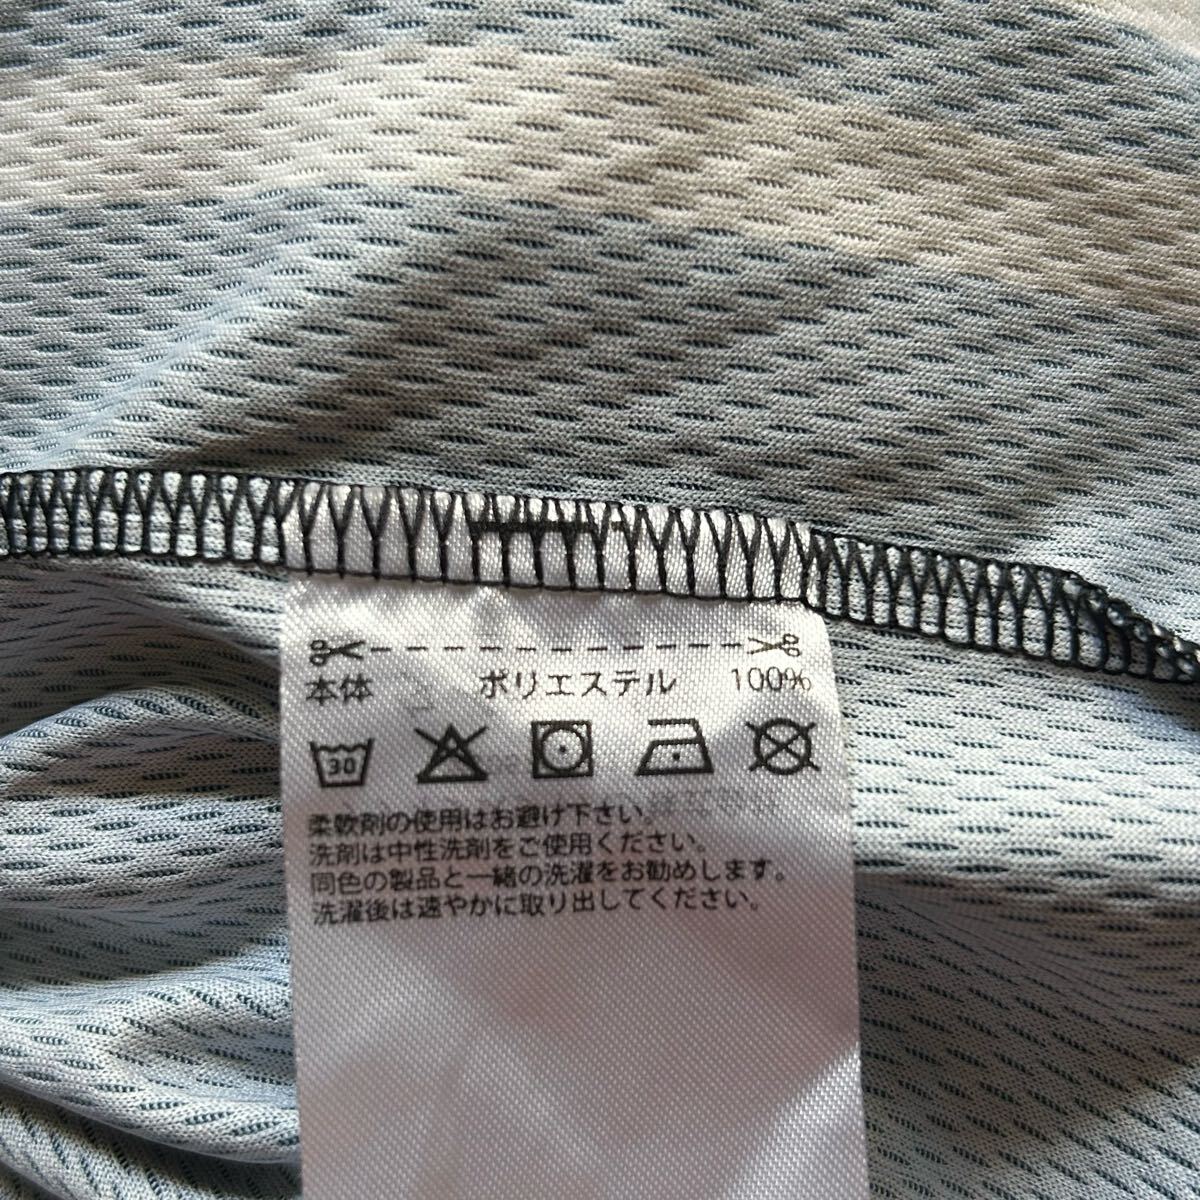 本体 ポリエステル 100%
30
柔軟剤の使用はお避け下さい。
洗剤は中性洗剤をご使用ください。
同色の製品と一緒の洗濯をお勧めします。
洗濯後は速やかに取り出してください。